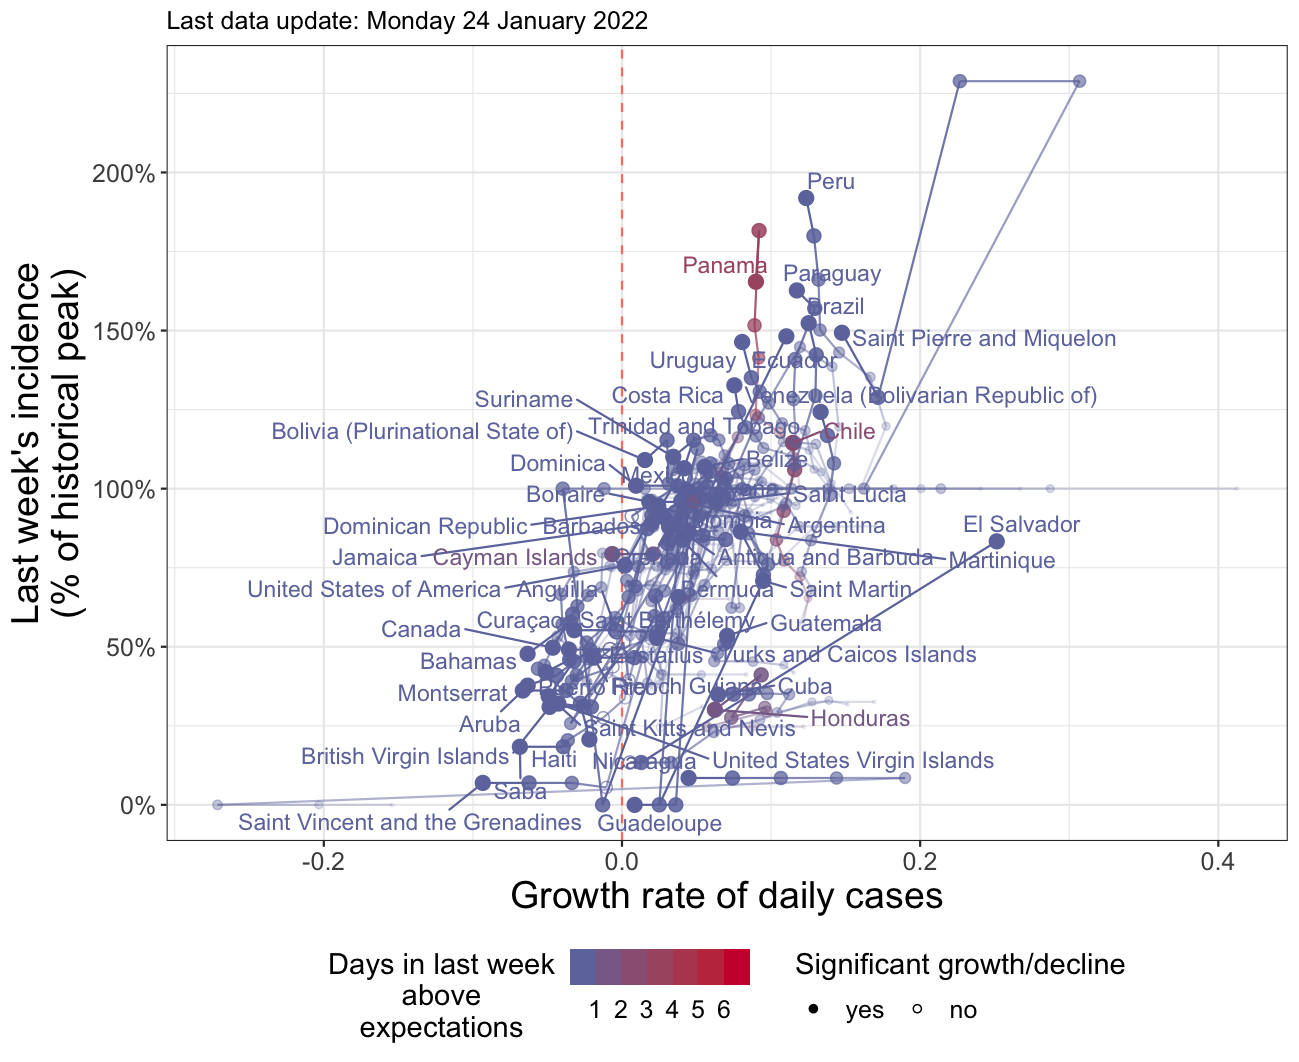 Last data update: Monday 24 January 2022
Last week's incidence
(% of historical peak)
200%
150%
100%
50%
0%
Peru
Panama
Paraguay
Brazil
Saint Pierre and Miquelon
Uruguay
Ecuador
Costa Rica
Venezuela (Bolivarian Republic of)
Suriname
Trinidad and Tobago
Bolivia (Plurinational State of)
Chile
Dominica
Belize
Bonaire
Saint Lucia
Dominican Republic
Barbados
Argentina
El Salvador
Jamaica
Cayman Islands
Antigua and Barbuda
Martinique
United States of America
Anguilla
Bermuda
Saint Martin
Curaçao
Saint Barthélemy
Guatemala
Canada
Turks and Caicos Islands
Bahamas
Montserrat
Puerto Rico
French Guiana
Cuba
Aruba
Honduras
Saint Kitts and Nevis
British Virgin Islands
Haiti
Nicaragua
United States Virgin Islands
Saba
Saint Vincent and the Grenadines
Guadeloupe
-0.2
0.0
0.2
0.4
Growth rate of daily cases
Days in last week
above
expectations
1 2 3 4 5 6
Significant growth/decline
yes
no